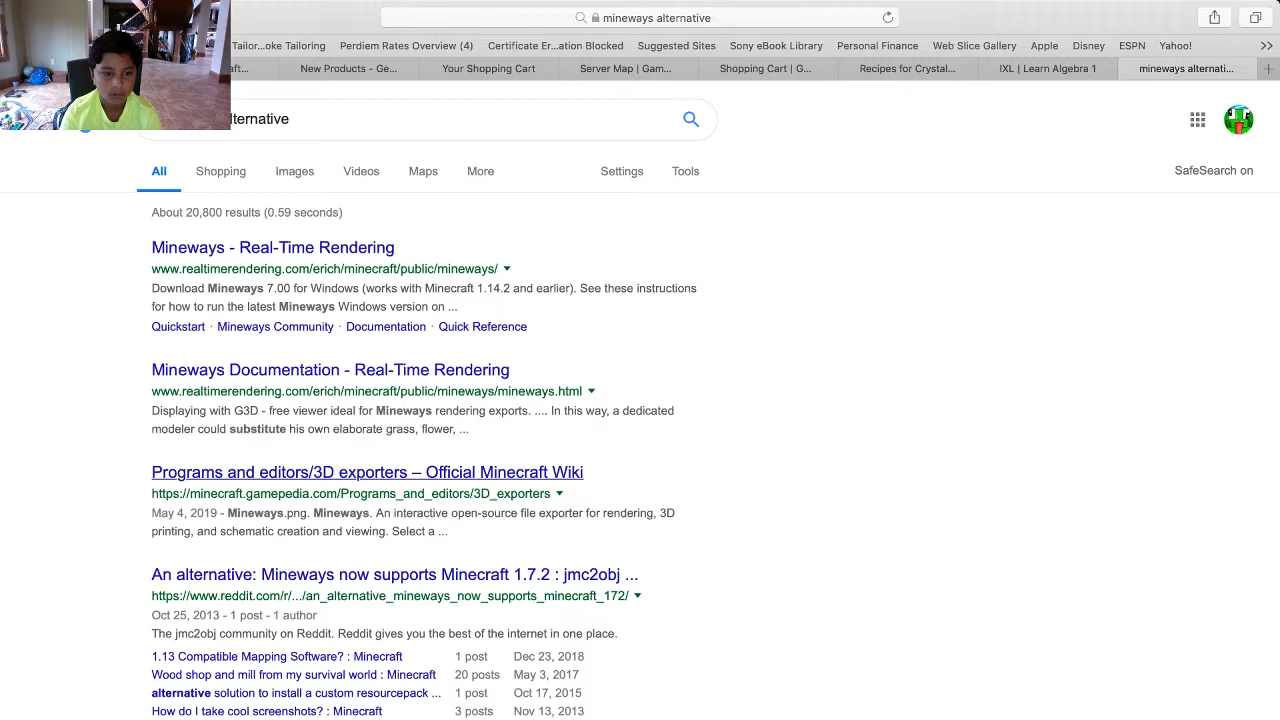 mineways alternative
Tailor...oke Tailoring Perdiem Rates Overview (4) Certificate Er...ation Blocked Suggested Sites Sony eBook Library Personal Finance Web Slice Gallery Apple Disney ESPN Yahoo!
aft... New Products - Ge... Your Shopping Cart Server Map | Gam... Shopping Cart | G... Recipes for Crystal... IXL | Learn Algebra 1 mineways alternati...
lternative
All Shopping Images Videos Maps More Settings Tools SafeSearch on
About 20,800 results (0.59 seconds)
Mineways - Real-Time Rendering
www.realtimerendering.com/erich/minecraft/public/mineways/
Download Mineways 7.00 for Windows (works with Minecraft 1.14.2 and earlier). See these instructions
for how to run the latest Mineways Windows version on ...
Quickstart · Mineways Community · Documentation · Quick Reference
Mineways Documentation - Real-Time Rendering
www.realtimerendering.com/erich/minecraft/public/mineways/mineways.html
Displaying with G3D - free viewer ideal for Mineways rendering exports. .... In this way, a dedicated
modeler could substitute his own elaborate grass, flower, ...
Programs and editors/3D exporters – Official Minecraft Wiki
https://minecraft.gamepedia.com/Programs_and_editors/3D_exporters
May 4, 2019 - Mineways.png. Mineways. An interactive open-source file exporter for rendering, 3D
printing, and schematic creation and viewing. Select a ...
An alternative: Mineways now supports Minecraft 1.7.2 : jmc2obj ...
https://www.reddit.com/r/.../an_alternative_mineways_now_supports_minecraft_172/
Oct 25, 2013 - 1 post - 1 author
The jmc2obj community on Reddit. Reddit gives you the best of the internet in one place.
1.13 Compatible Mapping Software? : Minecraft 1 post Dec 23, 2018
Wood shop and mill from my survival world : Minecraft 20 posts May 3, 2017
alternative solution to install a custom resourcepack ... 1 post Oct 17, 2015
How do I take cool screenshots? : Minecraft 3 posts Nov 13, 2013